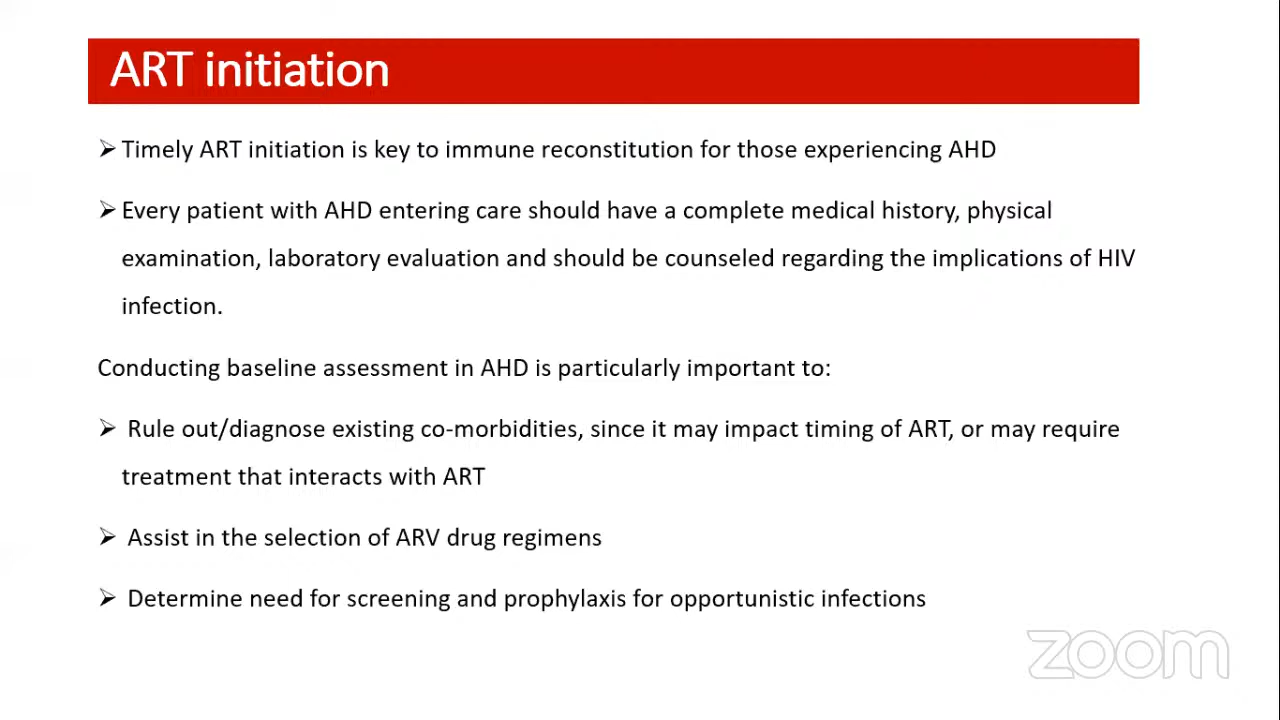 ART initiation
➢ Timely ART initiation is key to immune reconstitution for those experiencing AHD
➢ Every patient with AHD entering care should have a complete medical history, physical
examination, laboratory evaluation and should be counseled regarding the implications of HIV
infection.
Conducting baseline assessment in AHD is particularly important to:
➢ Rule out/diagnose existing co-morbidities, since it may impact timing of ART, or may require
treatment that interacts with ART
➢ Assist in the selection of ARV drug regimens
➢ Determine need for screening and prophylaxis for opportunistic infections
zoom